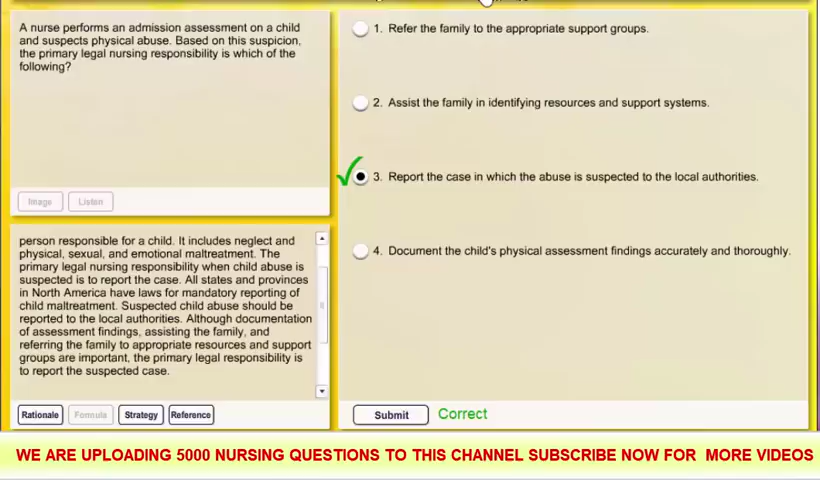 A nurse performs an admission assessment on a child
and suspects physical abuse. Based on this suspicion,
the primary legal nursing responsibility is which of the
following?
Image
Listen
person responsible for a child. It includes neglect and
physical, sexual, and emotional maltreatment. The
primary legal nursing responsibility when child abuse is
suspected is to report the case. All states and provinces
in North America have laws for mandatory reporting of
child maltreatment. Suspected child abuse should be
reported to the local authorities. Although documentation
of assessment findings, assisting the family, and
referring the family to appropriate resources and support
groups are important, the primary legal responsibility is
to report the suspected case.
Rationale
Formula
Strategy
Reference
1. Refer the family to the appropriate support groups.
2. Assist the family in identifying resources and support systems.
3. Report the case in which the abuse is suspected to the local authorities.
4. Document the child's physical assessment findings accurately and thoroughly.
Submit
Correct
WE ARE UPLOADING 5000 NURSING QUESTIONS TO THIS CHANNEL SUBSCRIBE NOW FOR MORE VIDEOS